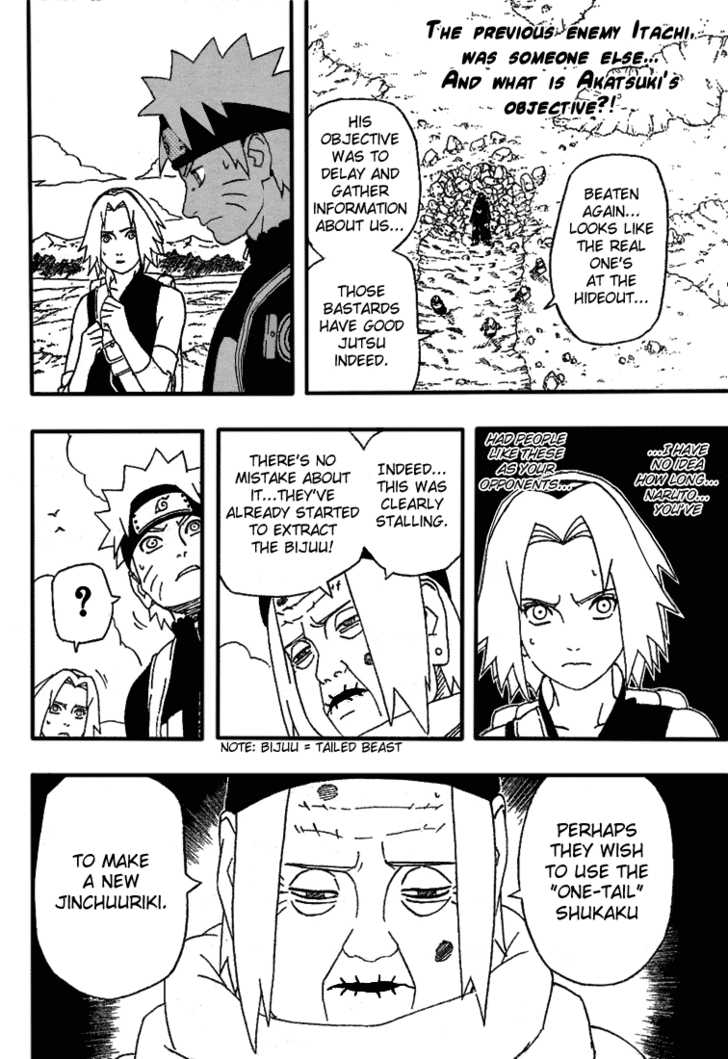 THE PREVIOUS ENEMY ITACHI,
WAS SOMEONE ELSE...
AND WHAT IS AKATSUKI'S
OBJECTIVE?!
BEATEN
AGAIN...
LOOKS LIKE
THE REAL
ONE'S
AT THE
HIDEOUT...
HIS
OBJECTIVE
WAS TO
DELAY AND
GATHER
INFORMATION
ABOUT US...
THOSE
BASTARDS
HAVE GOOD
JUTSU
INDEED.
...I HAVE
NO IDEA
HOW LONG...
NARUTO...
YOU'VE
HAD PEOPLE
LIKE THESE
AS YOUR
OPPONENTS...
INDEED...
THIS WAS
CLEARLY
STALLING.
THERE'S NO
MISTAKE ABOUT
IT...THEY'VE
ALREADY STARTED
TO EXTRACT
THE BIJUU!
?
NOTE: BIJUU = TAILED BEAST
PERHAPS
THEY WISH
TO USE THE
"ONE-TAIL"
SHUKAKU
TO MAKE
A NEW
JINCHUURIKI.